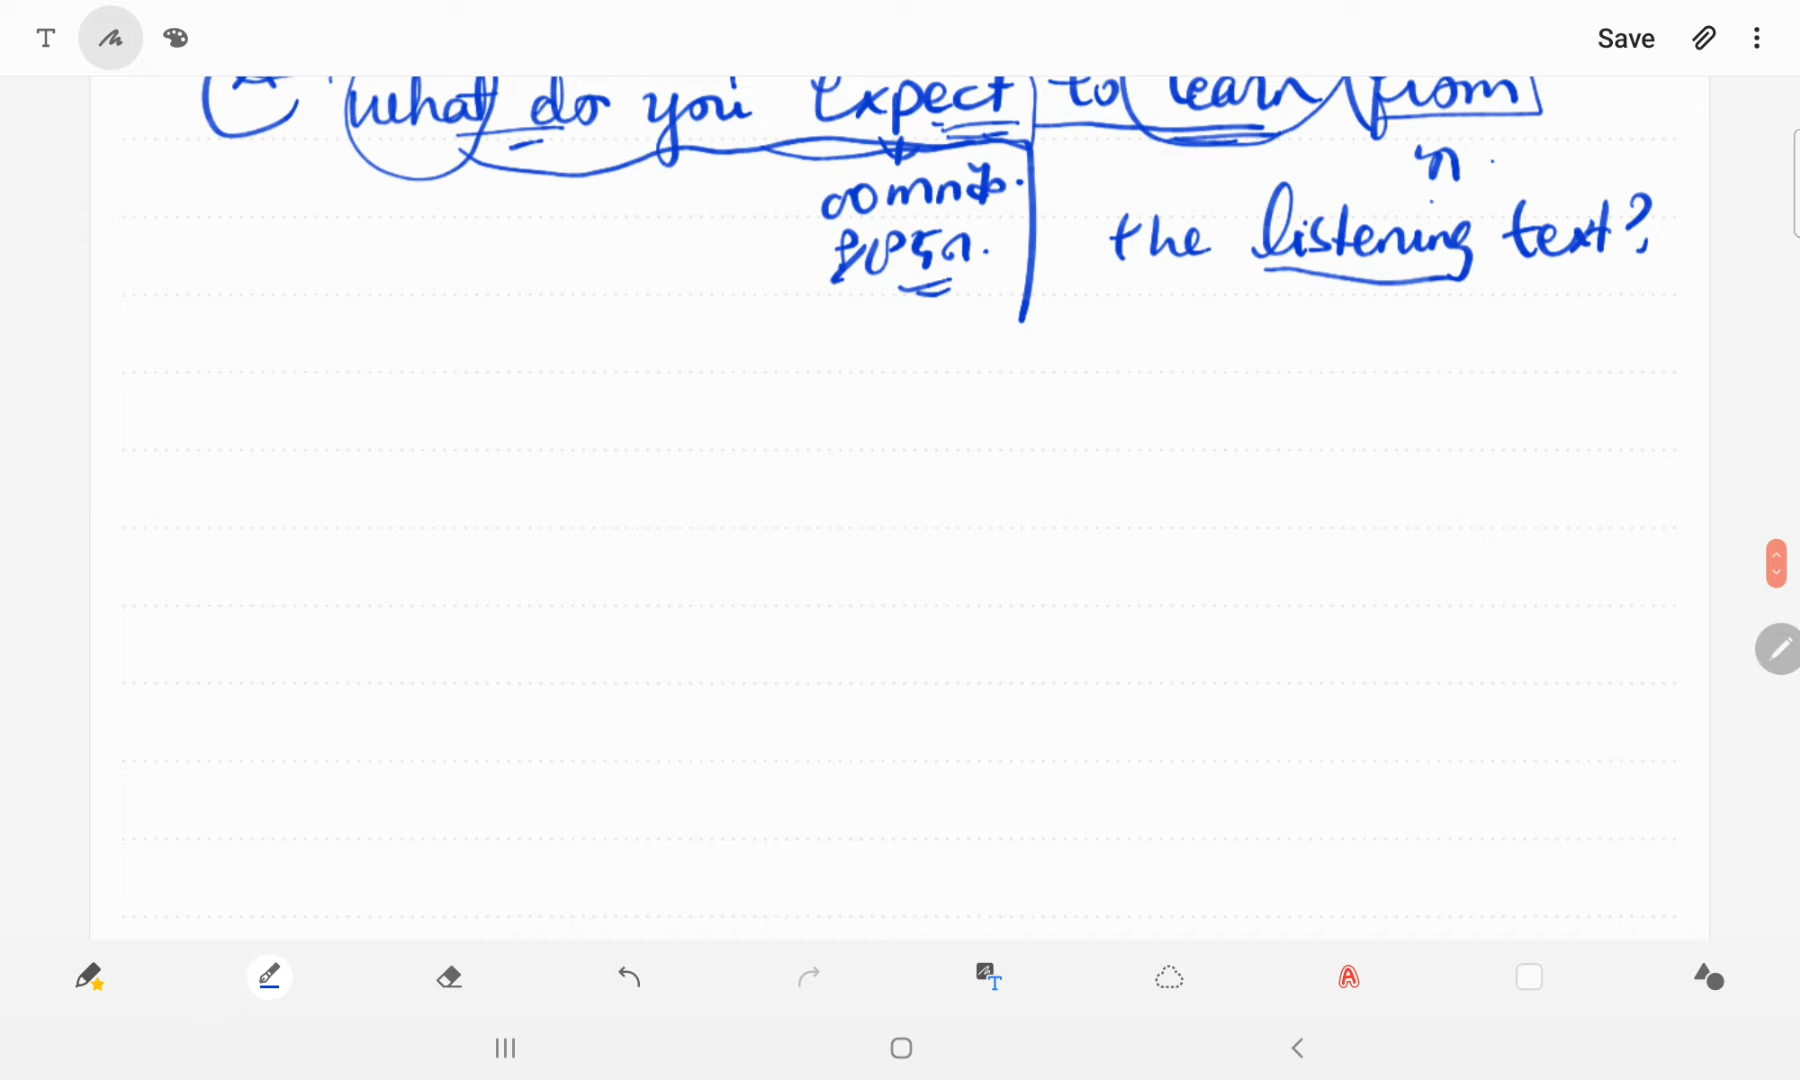 Save
What do you expect to learn from
ከ
the listening text?